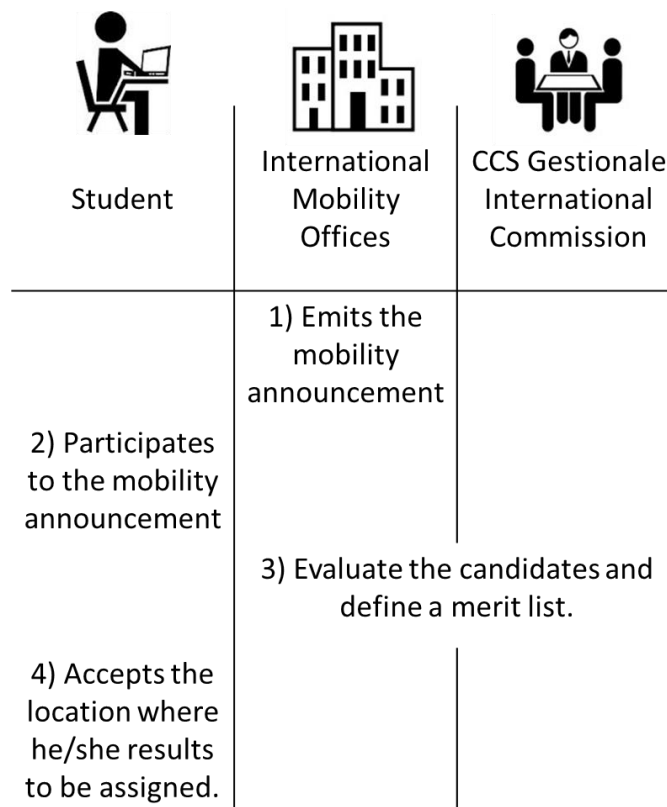 Student
International
Mobility
Offices
CCS Gestionale
International
Commission
1) Emits the
mobility
announcement
2) Participates
to the mobility
announcement
3) Evaluate the candidates and
define a merit list.
4) Accepts the
location where
he/she results
to be assigned.